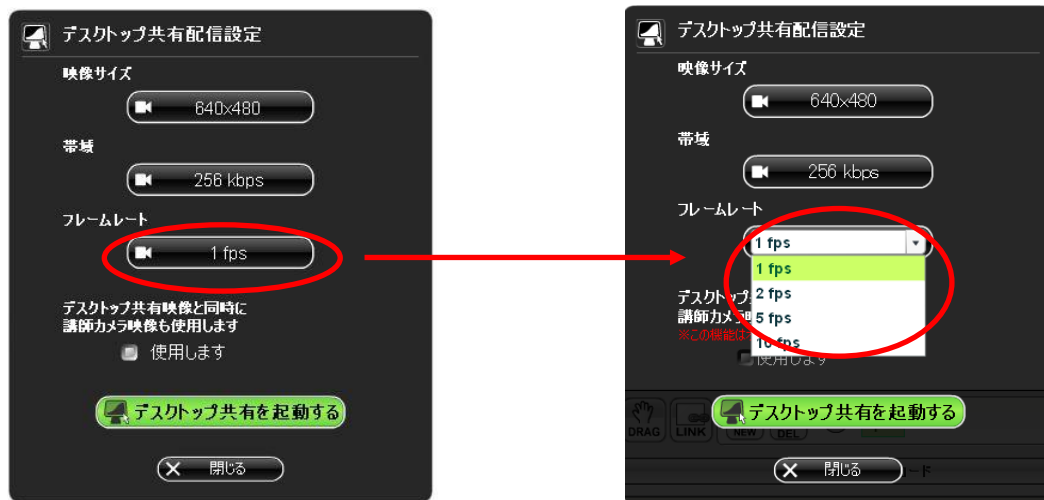 デスクトップ共有配信設定
映像サイズ
640x480
帯域
256 kbps
フレームレート
1 fps
デスクトップ共有映像と同時に
講師カメラ映像も使用します
使用します
デスクトップ共有を起動する
閉じる
デスクトップ共有配信設定
映像サイズ
640x480
帯域
256 kbps
フレームレート
1 fps
1 fps
2 fps
5 fps
10 fps
デスクトップ
講師カメラ
※この機能は
使用します
デスクトップ共有を起動する
DRAG
LINK
NEW
DEL
閉じる